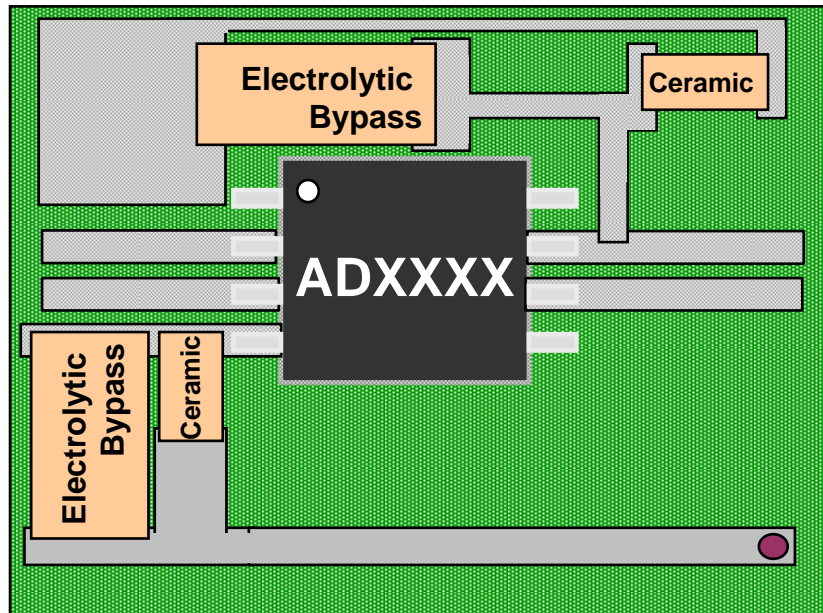 Electrolytic
Bypass
Ceramic
ADXXXX
Electrolytic
Bypass
Ceramic